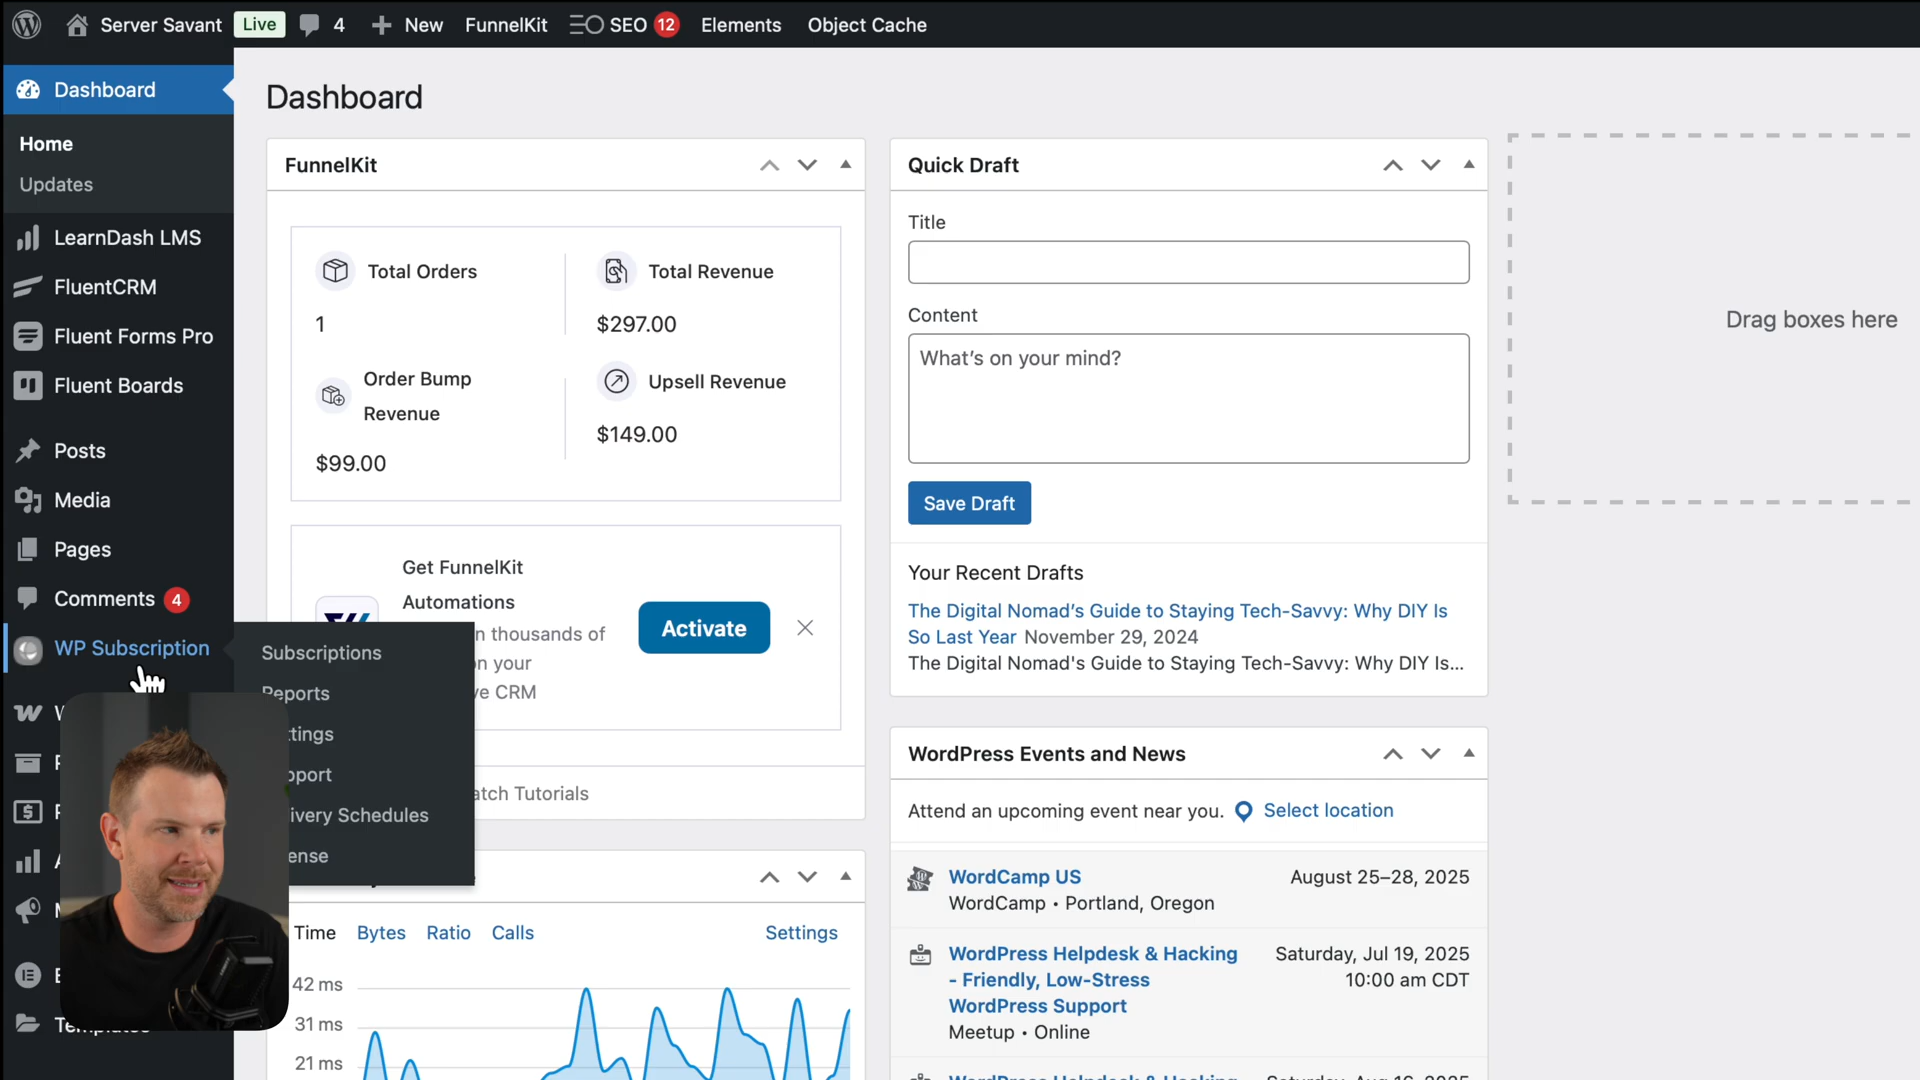 Server Savant Live 4 New FunnelKit SEO 12 Elements Object Cache
Dashboard
Home
Updates
LearnDash LMS
FluentCRM
Fluent Forms Pro
Fluent Boards
Posts
Media
Pages
Comments 4
WP Subscription
Templates
Subscriptions
Reports
ttings
pport
ivery Schedules
ense
Dashboard
FunnelKit
Total Orders
1
Total Revenue
$297.00
Order Bump
Revenue
$99.00
Upsell Revenue
$149.00
Get FunnelKit
Automations
n thousands of
on your
ve CRM
Activate
atch Tutorials
Time Bytes Ratio Calls Settings
42 ms
31 ms
21 ms
Quick Draft
Title
Content
What's on your mind?
Save Draft
Your Recent Drafts
The Digital Nomad's Guide to Staying Tech-Savvy: Why DIY Is
So Last Year November 29, 2024
The Digital Nomad's Guide to Staying Tech-Savvy: Why DIY Is...
WordPress Events and News
Attend an upcoming event near you. Select location
WordCamp US August 25–28, 2025
WordCamp • Portland, Oregon
WordPress Helpdesk & Hacking Saturday, Jul 19, 2025
- Friendly, Low-Stress 10:00 am CDT
WordPress Support
Meetup • Online
Drag boxes here